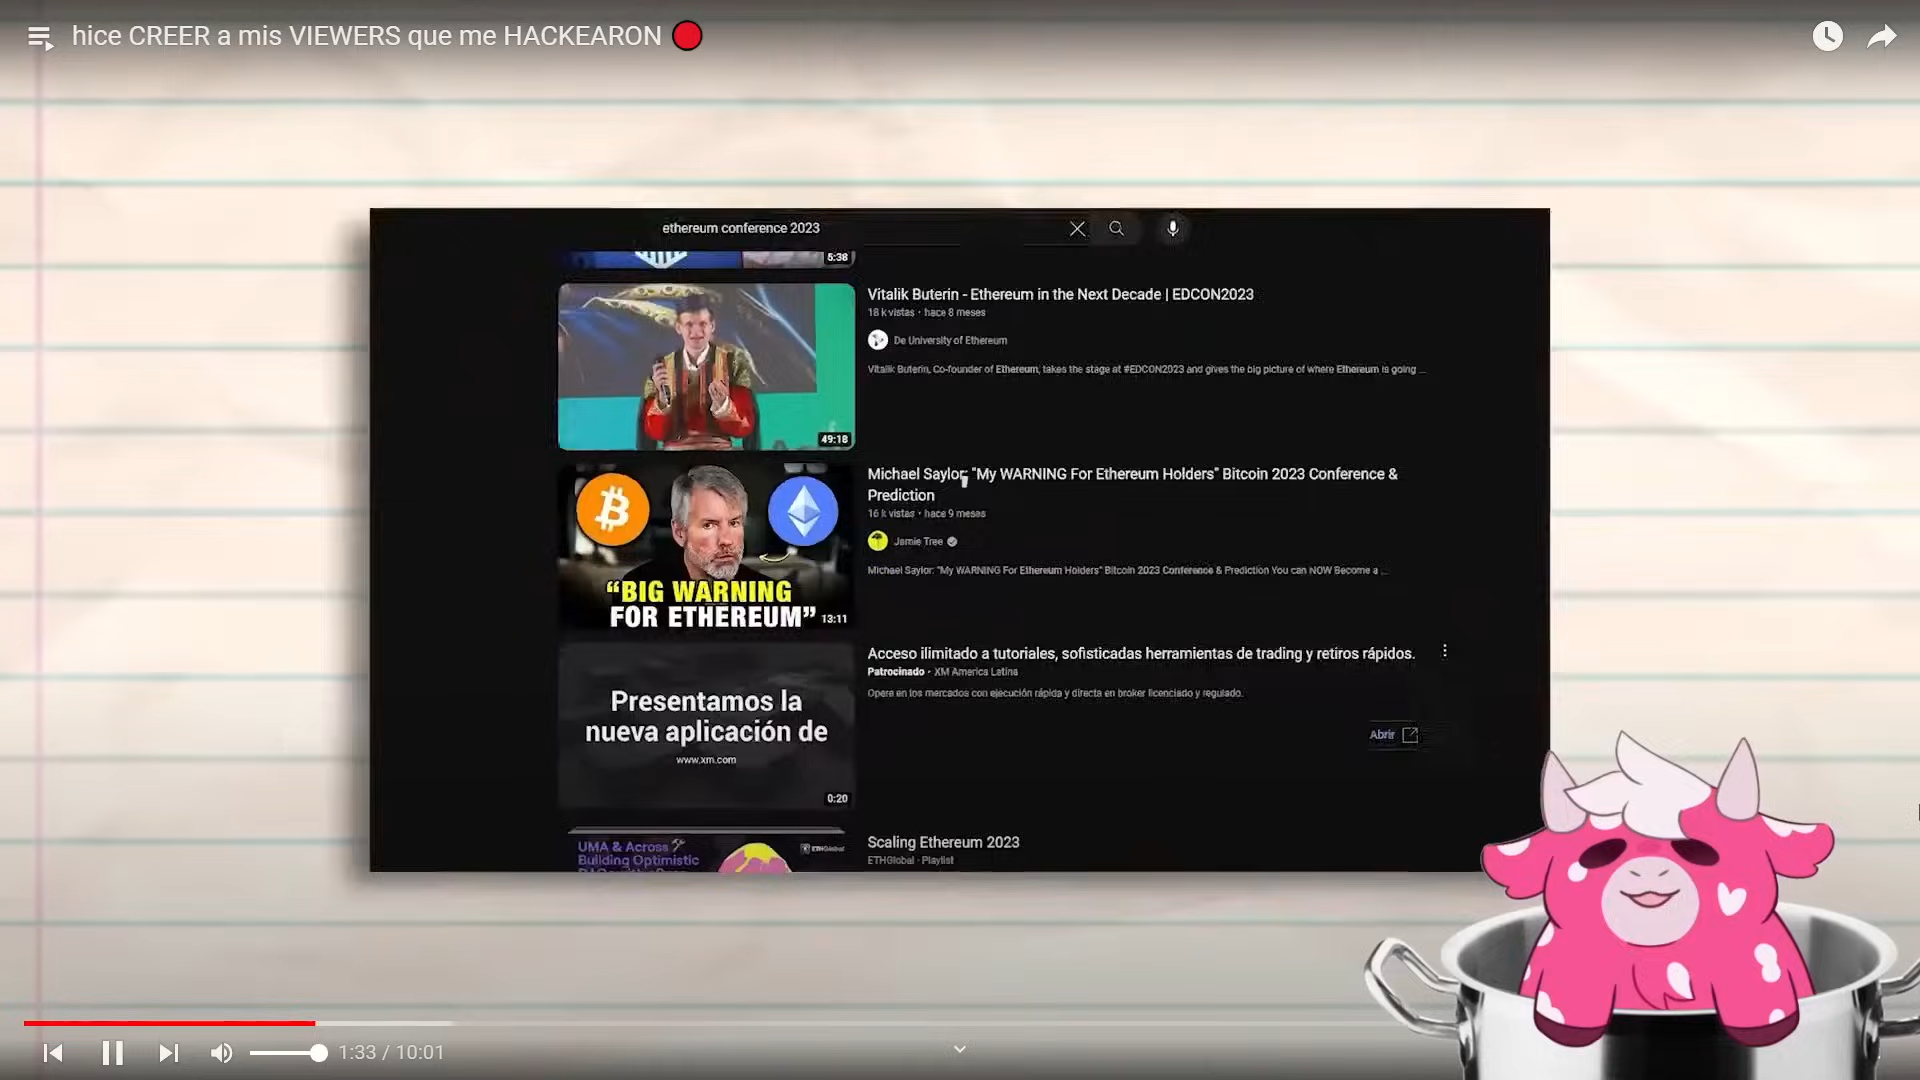 hice CREER a mis VIEWERS que me HACKEARON
ethereum conference 2023
5:38
Vitalik Buterin - Ethereum in the Next Decade | EDCON2023
18 k vistas · hace 8 meses
De University of Ethereum
Vitalik Buterin, Co-founder of Ethereum, takes the stage at #EDCON2023 and gives the big picture of where Ethereum is going ...
49:18
Michael Saylor: "My WARNING For Ethereum Holders" Bitcoin 2023 Conference &
Prediction
16 k vistas · hace 9 meses
Jamie Tree
Michael Saylor: "My WARNING For Ethereum Holders" Bitcoin 2023 Conference & Prediction You can NOW Become a ...
“BIG WARNING
FOR ETHEREUM”
13:11
Acceso ilimitado a tutoriales, sofisticadas herramientas de trading y retiros rápidos.
Patrocinado · XM America Latina
Opere en los mercados con ejecución rápida y directa en broker licenciado y regulado.
Presentamos la
nueva aplicación de
www.xm.com
0:20
Abrir
Scaling Ethereum 2023
ETHGlobal · Playlist
UMA & Across
Building Optimistic
ETHGlobal
1:33 / 10:01